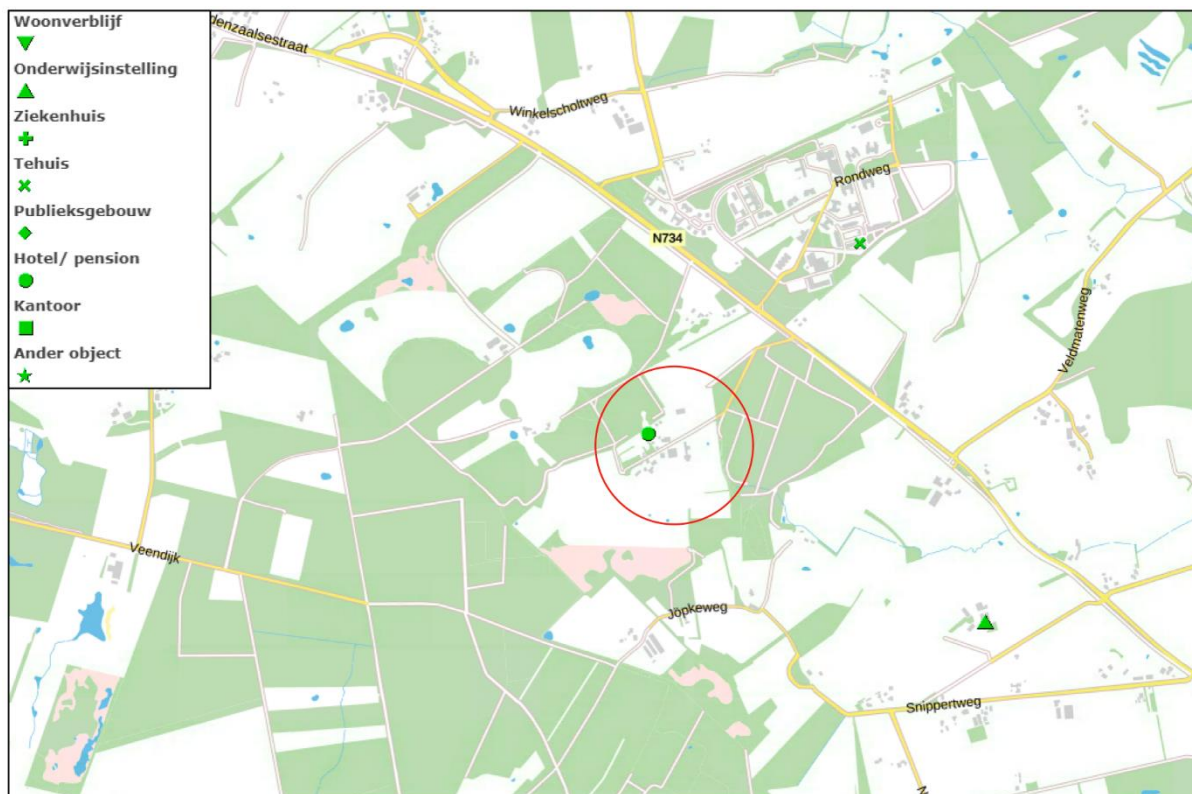 Woonverblijf
Onderwijsinstelling
Ziekenhuis
Tehuis
Publieksgebouw
Hotel/ pension
Kantoor
Ander object
denzaalsestraat
Winkelscholtweg
Rondweg
N734
Veldmatenweg
Veendijk
Jöpkeweg
Snippertweg